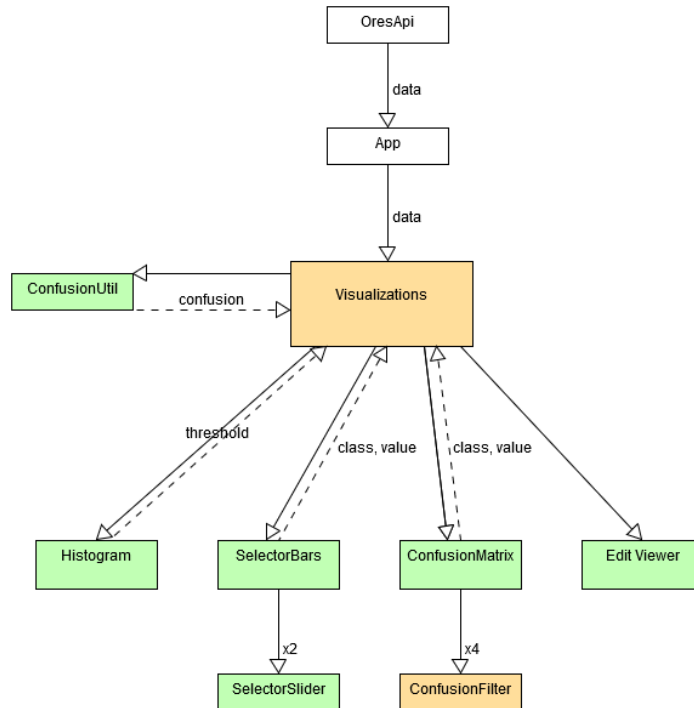 OresApi
data
App
data
Visualizations
ConfusionUtil
confusion
threshold
class, value
class, value
Histogram
SelectorBars
ConfusionMatrix
Edit Viewer
x2
x4
SelectorSlider
ConfusionFilter